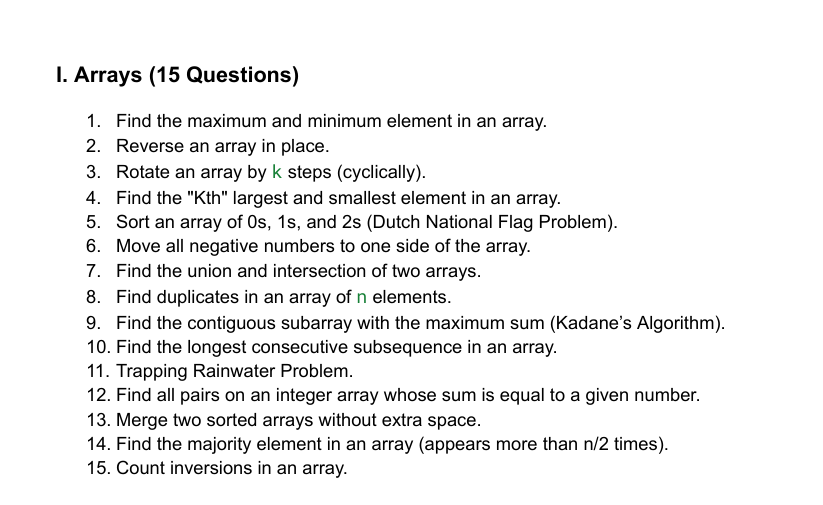 I. Arrays (15 Questions)
1. Find the maximum and minimum element in an array.
2. Reverse an array in place.
3. Rotate an array by k steps (cyclically).
4. Find the "Kth" largest and smallest element in an array.
5. Sort an array of 0s, 1s, and 2s (Dutch National Flag Problem).
6. Move all negative numbers to one side of the array.
7. Find the union and intersection of two arrays.
8. Find duplicates in an array of n elements.
9. Find the contiguous subarray with the maximum sum (Kadane’s Algorithm).
10. Find the longest consecutive subsequence in an array.
11. Trapping Rainwater Problem.
12. Find all pairs on an integer array whose sum is equal to a given number.
13. Merge two sorted arrays without extra space.
14. Find the majority element in an array (appears more than n/2 times).
15. Count inversions in an array.